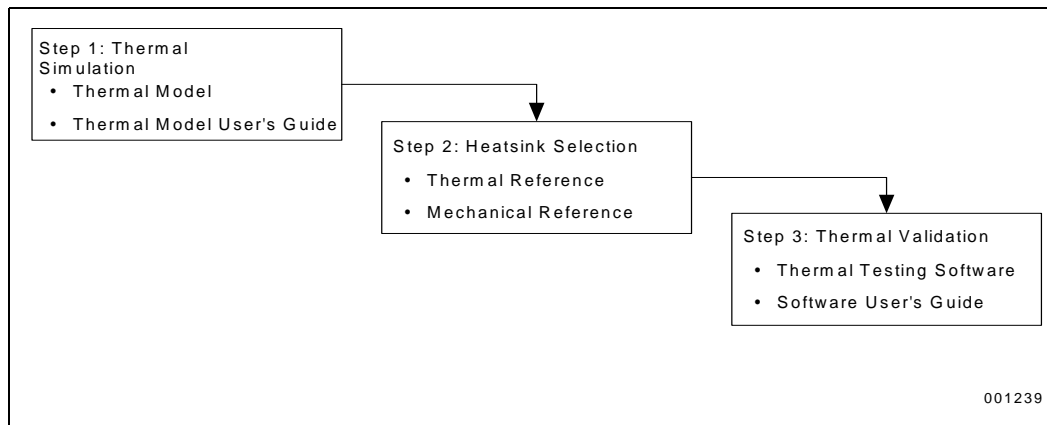 Step 1: Thermal
Simulation
• Thermal Model
• Thermal Model User's Guide
Step 2: Heatsink Selection
• Thermal Reference
• Mechanical Reference
Step 3: Thermal Validation
• Thermal Testing Software
• Software User's Guide
001239